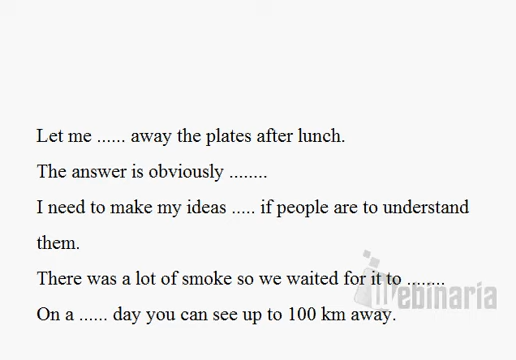 Let me ...... away the plates after lunch.
The answer is obviously ........
I need to make my ideas ..... if people are to understand
them.
There was a lot of smoke so we waited for it to ........
ebinaria
On a ...... day you can see up to 100 km away.